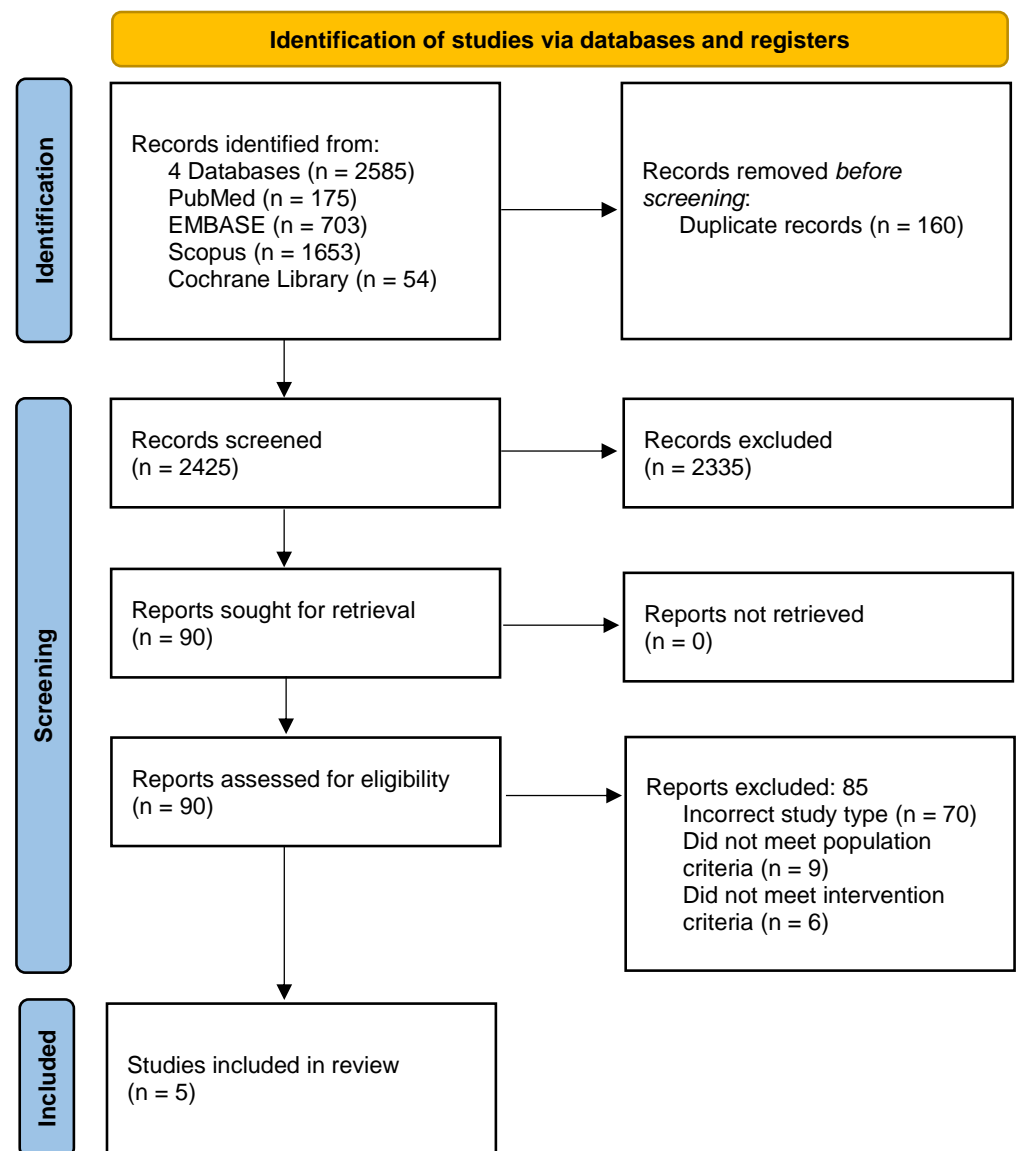 Identification of studies via databases and registers
Identification
Records identified from:
4 Databases (n = 2585)
PubMed (n = 175)
EMBASE (n = 703)
Scopus (n = 1653)
Cochrane Library (n = 54)
Records removed before
screening:
Duplicate records (n = 160)
Screening
Records screened
(n = 2425)
Records excluded
(n = 2335)
Reports sought for retrieval
(n = 90)
Reports not retrieved
(n = 0)
Reports assessed for eligibility
(n = 90)
Reports excluded: 85
Incorrect study type (n = 70)
Did not meet population
criteria (n = 9)
Did not meet intervention
criteria (n = 6)
Included
Studies included in review
(n = 5)